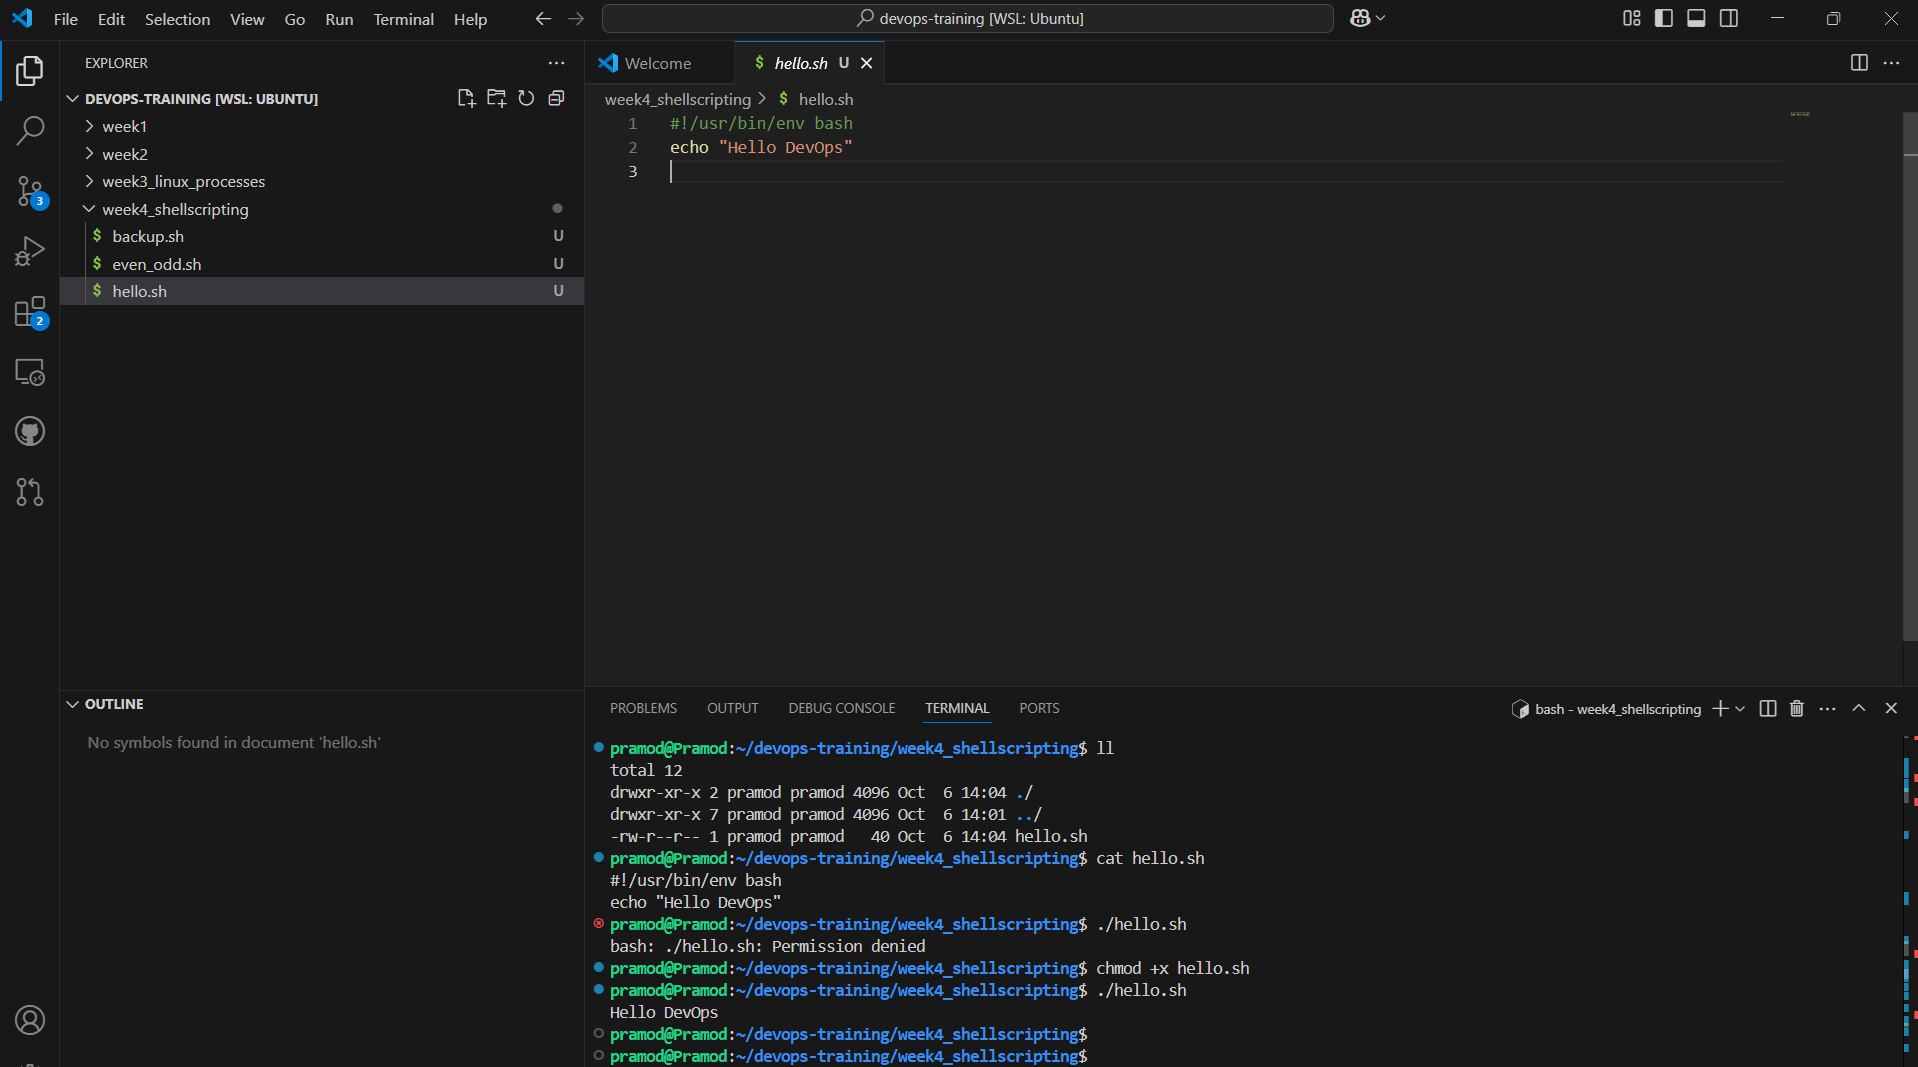 File Edit Selection View Go Run Terminal Help
devops-training [WSL: Ubuntu]
EXPLORER
DEVOPS-TRAINING [WSL: UBUNTU]
week1
week2
week3_linux_processes
week4_shellscripting
$ backup.sh U
$ even_odd.sh U
$ hello.sh U
3
2
OUTLINE
No symbols found in document 'hello.sh'
Welcome
$ hello.sh U
week4_shellscripting > $ hello.sh
1 #!/usr/bin/env bash
2 echo "Hello DevOps"
3
PROBLEMS OUTPUT DEBUG CONSOLE TERMINAL PORTS
bash - week4_shellscripting
pramod@Pramod:~/devops-training/week4_shellscripting$ ll
total 12
drwxr-xr-x 2 pramod pramod 4096 Oct  6 14:04 ./
drwxr-xr-x 7 pramod pramod 4096 Oct  6 14:01 ../
-rw-r--r-- 1 pramod pramod   40 Oct  6 14:04 hello.sh
pramod@Pramod:~/devops-training/week4_shellscripting$ cat hello.sh
#!/usr/bin/env bash
echo "Hello DevOps"
pramod@Pramod:~/devops-training/week4_shellscripting$ ./hello.sh
bash: ./hello.sh: Permission denied
pramod@Pramod:~/devops-training/week4_shellscripting$ chmod +x hello.sh
pramod@Pramod:~/devops-training/week4_shellscripting$ ./hello.sh
Hello DevOps
pramod@Pramod:~/devops-training/week4_shellscripting$
pramod@Pramod:~/devops-training/week4_shellscripting$